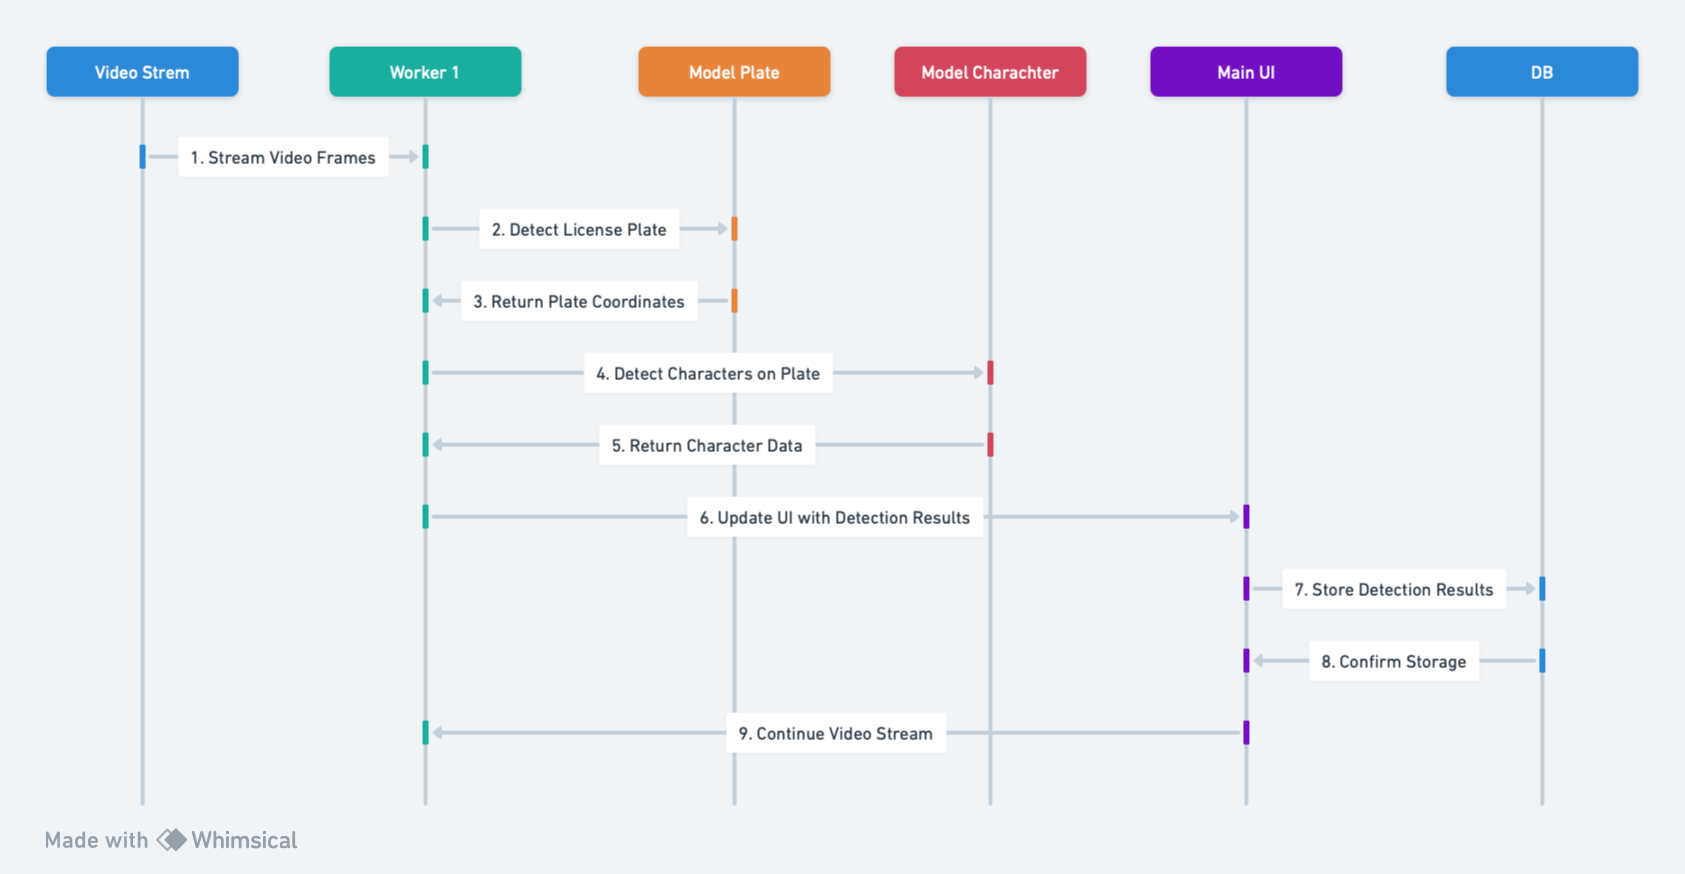 Video Strem
Worker 1
Model Plate
Model Charachter
Main UI
DB
1. Stream Video Frames
2. Detect License Plate
3. Return Plate Coordinates
4. Detect Characters on Plate
5. Return Character Data
6. Update UI with Detection Results
7. Store Detection Results
8. Confirm Storage
9. Continue Video Stream
Made with Whimsical